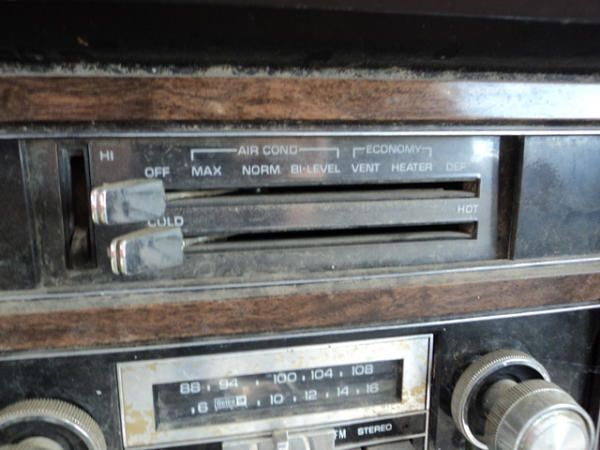 HI
AIR COND ECONOMY
OFF MAX NORM BI-LEVEL VENT HEATER DEF
COLD HOT
88 94 100 104 108
6 10 12 14 16
FM STEREO